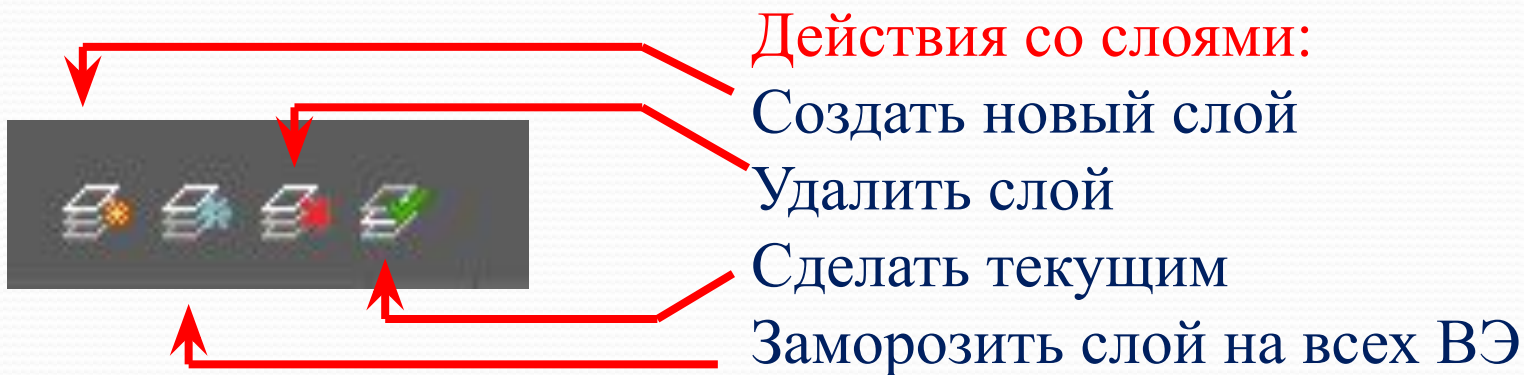 Действия со слоями:
Создать новый слой
Удалить слой
Сделать текущим
Заморозить слой на всех ВЭ